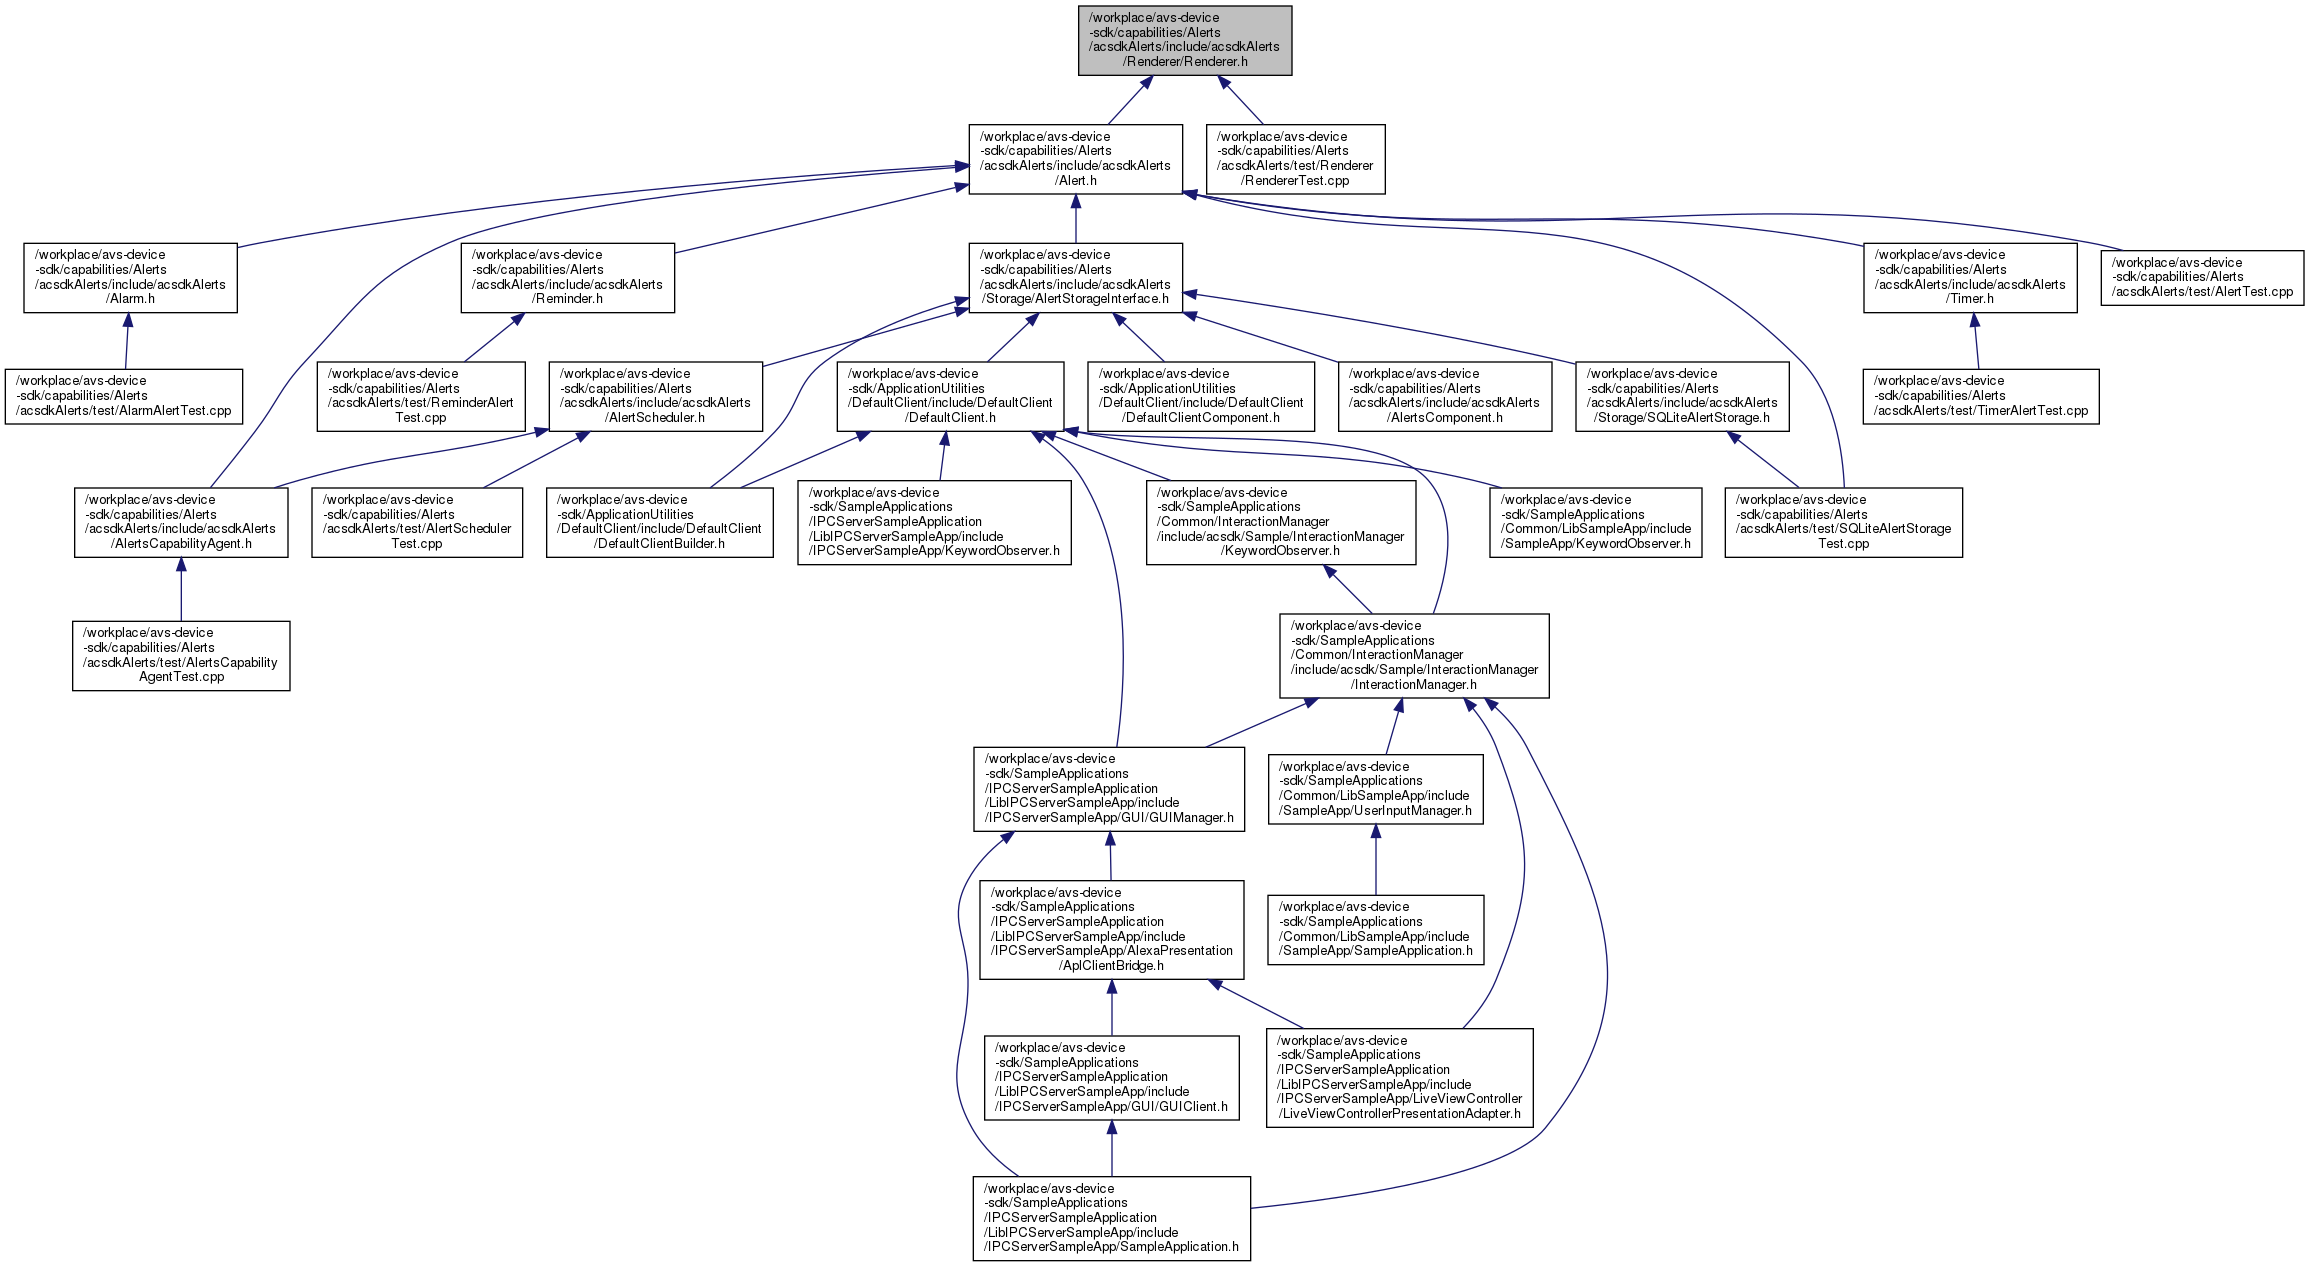 /workplace/avs-device
-sdk/capabilities/Alerts
/acsdkAlerts/include/acsdkAlerts
/Renderer/Renderer.h
/workplace/avs-device
-sdk/capabilities/Alerts
/acsdkAlerts/include/acsdkAlerts
/Alert.h
/workplace/avs-device
-sdk/capabilities/Alerts
/acsdkAlerts/test/Renderer
/RendererTest.cpp
/workplace/avs-device
-sdk/capabilities/Alerts
/acsdkAlerts/include/acsdkAlerts
/Alarm.h
/workplace/avs-device
-sdk/capabilities/Alerts
/acsdkAlerts/include/acsdkAlerts
/Reminder.h
/workplace/avs-device
-sdk/capabilities/Alerts
/acsdkAlerts/include/acsdkAlerts
/Storage/AlertStorageInterface.h
/workplace/avs-device
-sdk/capabilities/Alerts
/acsdkAlerts/include/acsdkAlerts
/Timer.h
/workplace/avs-device
-sdk/capabilities/Alerts
/acsdkAlerts/test/AlertTest.cpp
/workplace/avs-device
-sdk/capabilities/Alerts
/acsdkAlerts/test/AlarmAlertTest.cpp
/workplace/avs-device
-sdk/capabilities/Alerts
/acsdkAlerts/test/ReminderAlert
Test.cpp
/workplace/avs-device
-sdk/capabilities/Alerts
/acsdkAlerts/include/acsdkAlerts
/AlertScheduler.h
/workplace/avs-device
-sdk/ApplicationUtilities
/DefaultClient/include/DefaultClient
/DefaultClient.h
/workplace/avs-device
-sdk/ApplicationUtilities
/DefaultClient/include/DefaultClient
/DefaultClientComponent.h
/workplace/avs-device
-sdk/capabilities/Alerts
/acsdkAlerts/include/acsdkAlerts
/AlertsComponent.h
/workplace/avs-device
-sdk/capabilities/Alerts
/acsdkAlerts/include/acsdkAlerts
/Storage/SQLiteAlertStorage.h
/workplace/avs-device
-sdk/capabilities/Alerts
/acsdkAlerts/test/TimerAlertTest.cpp
/workplace/avs-device
-sdk/capabilities/Alerts
/acsdkAlerts/include/acsdkAlerts
/AlertsCapabilityAgent.h
/workplace/avs-device
-sdk/capabilities/Alerts
/acsdkAlerts/test/AlertScheduler
Test.cpp
/workplace/avs-device
-sdk/ApplicationUtilities
/DefaultClient/include/DefaultClient
/DefaultClientBuilder.h
/workplace/avs-device
-sdk/SampleApplications
/IPCServerSampleApplication
/LibIPCServerSampleApp/include
/IPCServerSampleApp/KeywordObserver.h
/workplace/avs-device
-sdk/SampleApplications
/Common/InteractionManager
/include/acsdk/Sample/InteractionManager
/KeywordObserver.h
/workplace/avs-device
-sdk/SampleApplications
/Common/LibSampleApp/include
/SampleApp/KeywordObserver.h
/workplace/avs-device
-sdk/capabilities/Alerts
/acsdkAlerts/test/SQLiteAlertStorage
Test.cpp
/workplace/avs-device
-sdk/capabilities/Alerts
/acsdkAlerts/test/AlertsCapability
AgentTest.cpp
/workplace/avs-device
-sdk/SampleApplications
/Common/InteractionManager
/include/acsdk/Sample/InteractionManager
/InteractionManager.h
/workplace/avs-device
-sdk/SampleApplications
/IPCServerSampleApplication
/LibIPCServerSampleApp/include
/IPCServerSampleApp/GUI/GUIManager.h
/workplace/avs-device
-sdk/SampleApplications
/Common/LibSampleApp/include
/SampleApp/UserInputManager.h
/workplace/avs-device
-sdk/SampleApplications
/IPCServerSampleApplication
/LibIPCServerSampleApp/include
/IPCServerSampleApp/AlexaPresentation
/AplClientBridge.h
/workplace/avs-device
-sdk/SampleApplications
/Common/LibSampleApp/include
/SampleApp/SampleApplication.h
/workplace/avs-device
-sdk/SampleApplications
/IPCServerSampleApplication
/LibIPCServerSampleApp/include
/IPCServerSampleApp/GUI/GUIClient.h
/workplace/avs-device
-sdk/SampleApplications
/IPCServerSampleApplication
/LibIPCServerSampleApp/include
/IPCServerSampleApp/LiveViewController
/LiveViewControllerPresentationAdapter.h
/workplace/avs-device
-sdk/SampleApplications
/IPCServerSampleApplication
/LibIPCServerSampleApp/include
/IPCServerSampleApp/SampleApplication.h